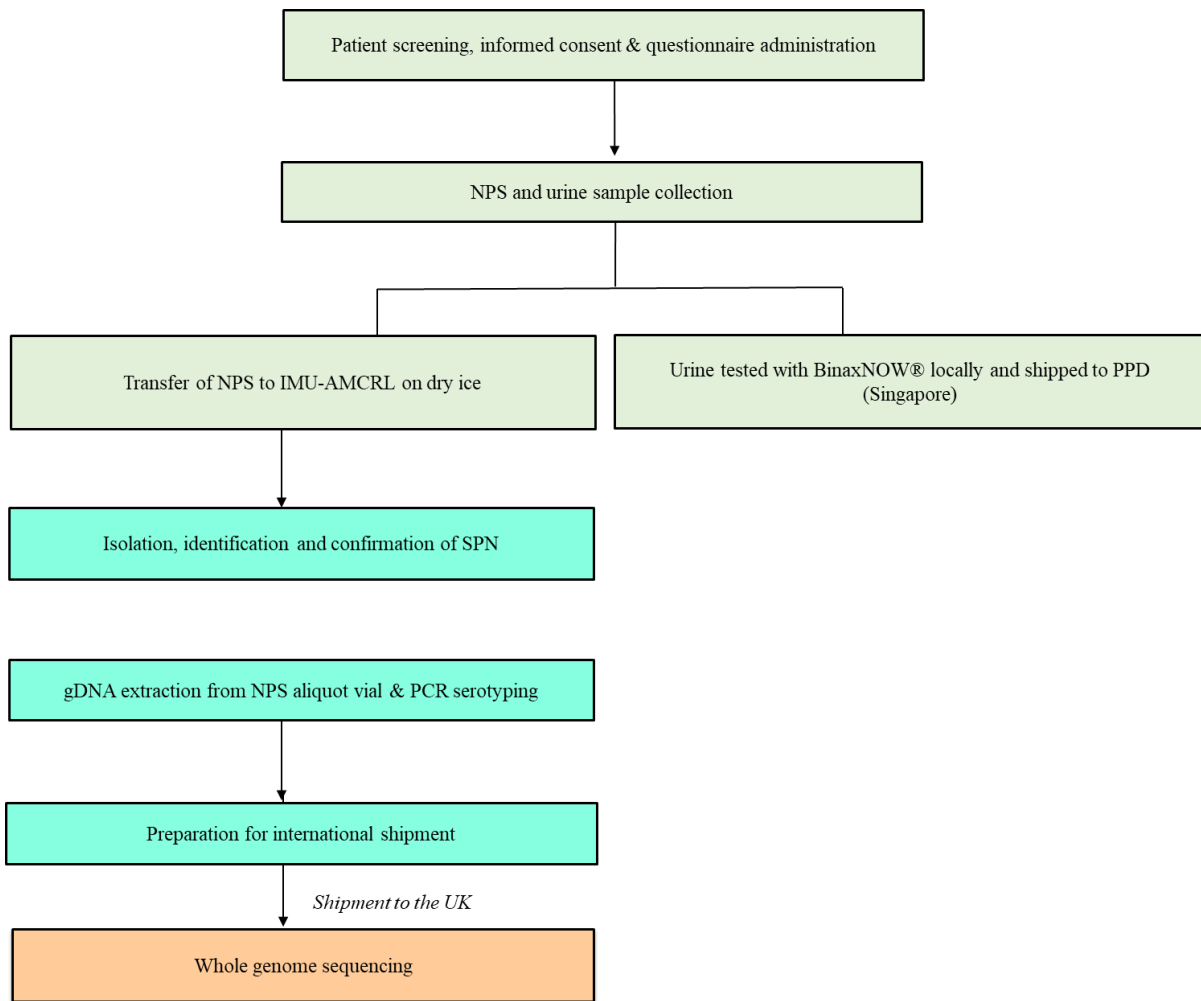 Patient screening, informed consent & questionnaire administration
NPS and urine sample collection
Transfer of NPS to IMU-AMCRL on dry ice
Urine tested with BinaxNOW® locally and shipped to PPD
(Singapore)
Isolation, identification and confirmation of SPN
gDNA extraction from NPS aliquot vial & PCR serotyping
Preparation for international shipment
Shipment to the UK
Whole genome sequencing